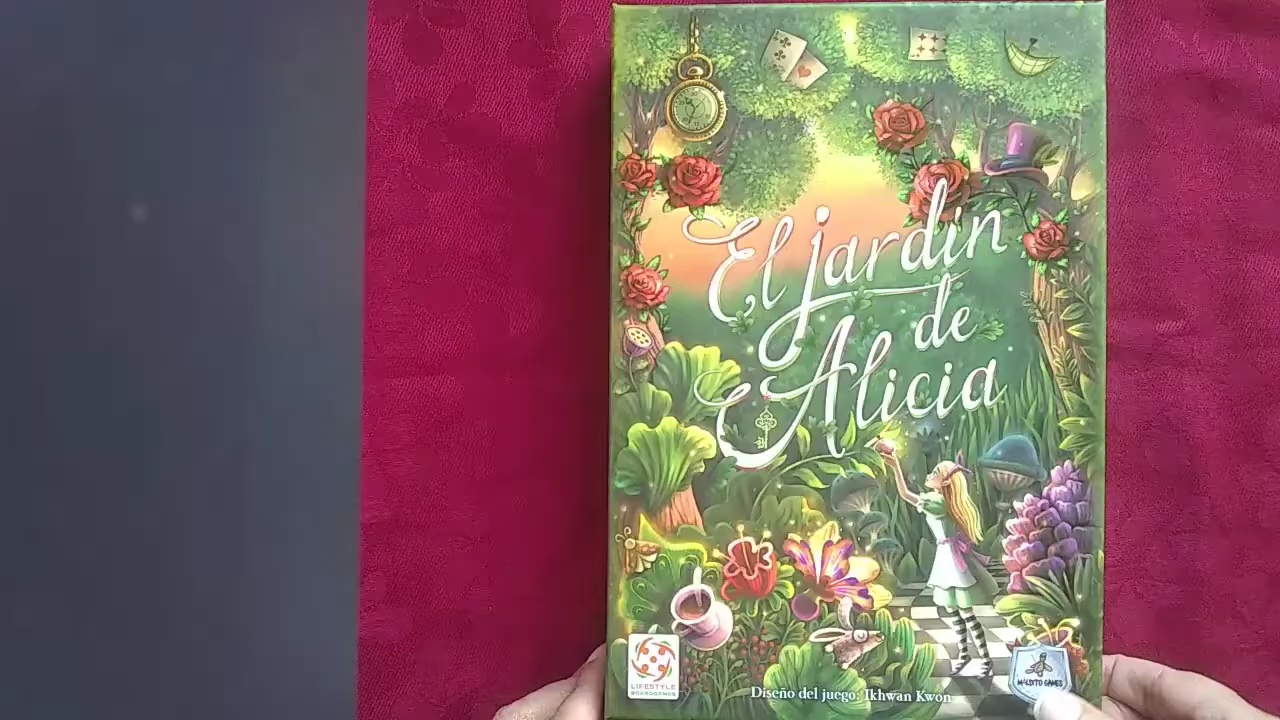 El jardín
de
Alicia
LIFESTYLE
BOARDGAMES
Diseño del juego: Ikhwan Kwon
MALDITO GAMES